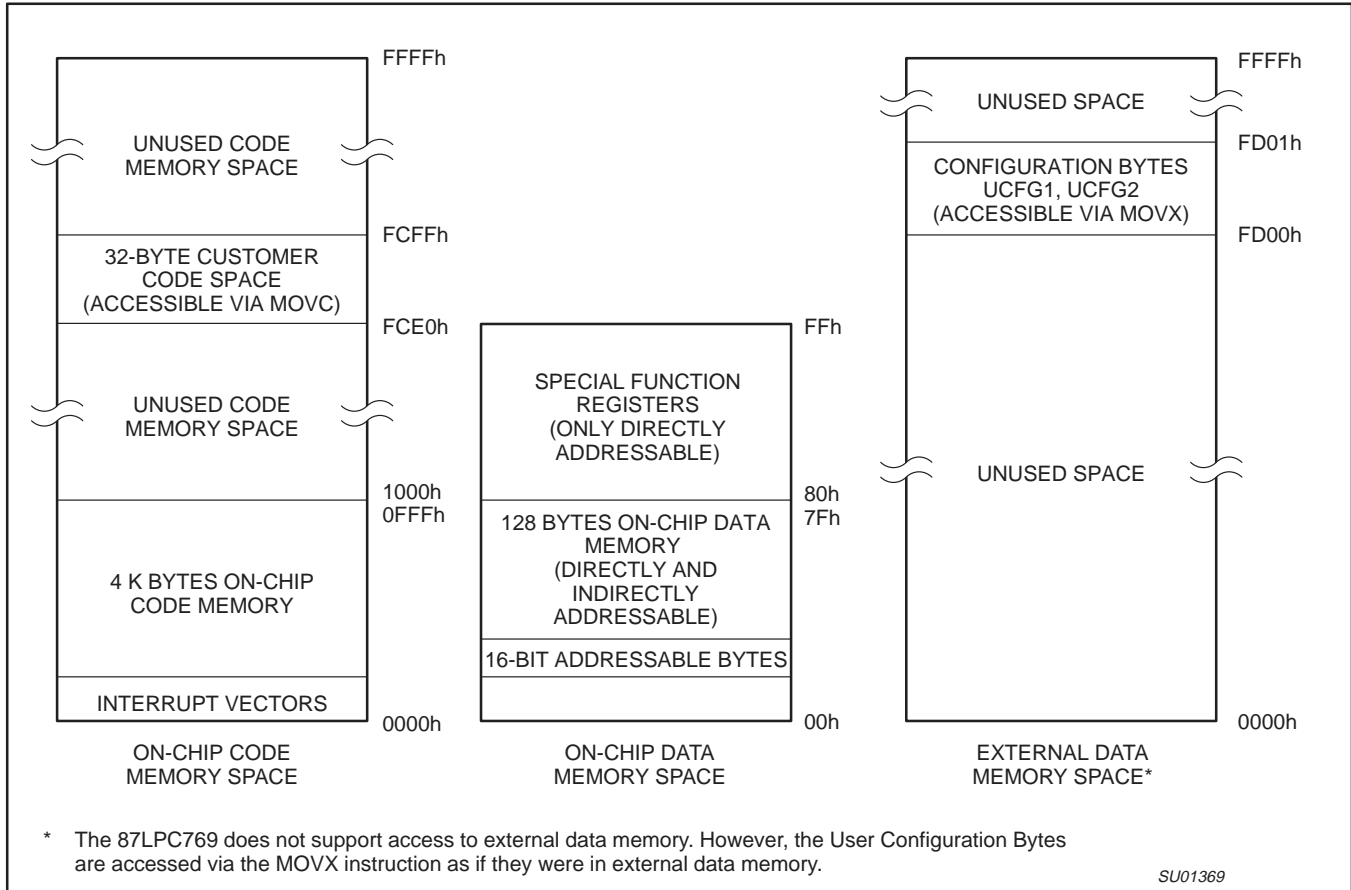 FFFFh
UNUSED CODE
MEMORY SPACE
FCFFh
32-BYTE CUSTOMER
CODE SPACE
(ACCESSIBLE VIA MOVC)
FCE0h
UNUSED CODE
MEMORY SPACE
1000h
0FFFh
4 K BYTES ON-CHIP
CODE MEMORY
INTERRUPT VECTORS
0000h
ON-CHIP CODE
MEMORY SPACE
FFh
SPECIAL FUNCTION
REGISTERS
(ONLY DIRECTLY
ADDRESSABLE)
80h
7Fh
128 BYTES ON-CHIP DATA
MEMORY
(DIRECTLY AND
INDIRECTLY
ADDRESSABLE)
16-BIT ADDRESSABLE BYTES
00h
ON-CHIP DATA
MEMORY SPACE
FFFFh
UNUSED SPACE
FD01h
CONFIGURATION BYTES
UCFG1, UCFG2
(ACCESSIBLE VIA MOVX)
FD00h
UNUSED SPACE
0000h
EXTERNAL DATA
MEMORY SPACE*
* The 87LPC769 does not support access to external data memory. However, the User Configuration Bytes
are accessed via the MOVX instruction as if they were in external data memory.
SU01369